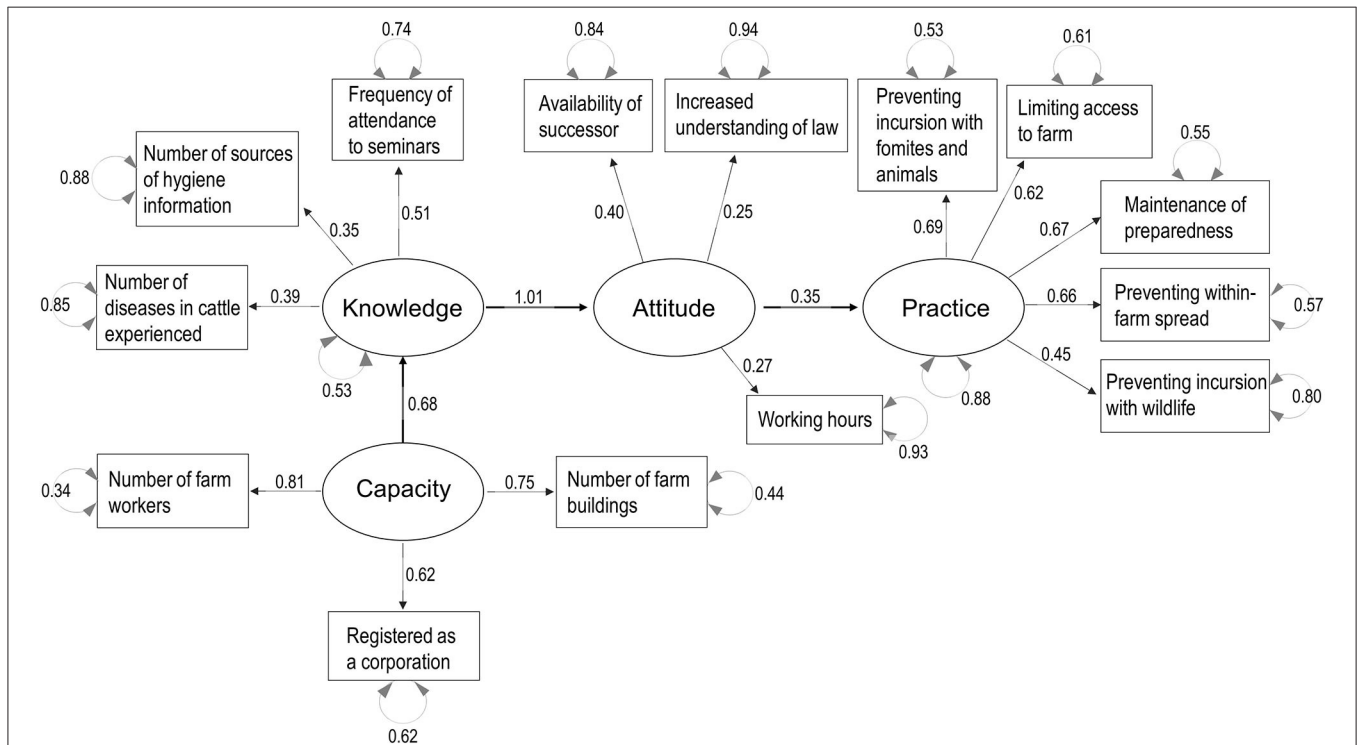 0.74
0.84
0.94
0.53
0.61
Frequency of
attendance
to seminars
Availability of
successor
Increased
understanding of law
Preventing
incursion with
fomites and
animals
Limiting access
to farm
0.55
Number of sources
of hygiene
information
0.88
Maintenance of
preparedness
0.35
0.51
0.40
0.25
0.69
0.62
0.67
Number of
diseases in cattle
experienced
0.85
0.39
Knowledge
1.01
Attitude
0.35
Practice
0.66
Preventing within-
farm spread
0.57
0.53
0.27
0.88
0.45
Preventing incursion
with wildlife
0.80
0.68
Working hours
0.93
Number of farm
workers
0.34
0.81
Capacity
0.75
Number of farm
buildings
0.44
0.62
Registered as
a corporation
0.62